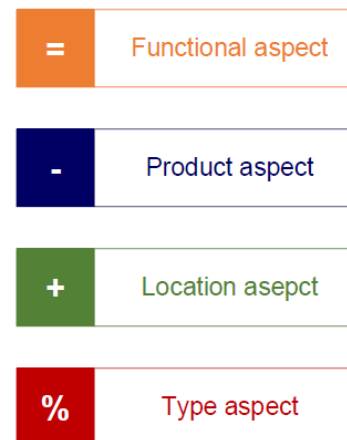 = Functional aspect
- Product aspect
+ Location asepct
% Type aspect